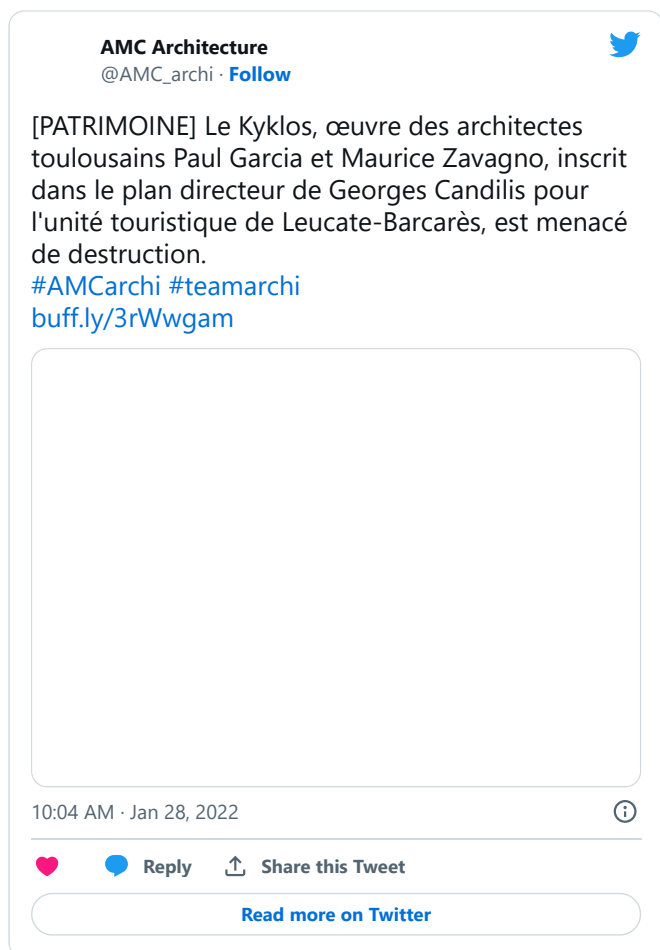 AMC Architecture
@AMC_archi · Follow
[PATRIMOINE] Le Kyklos, œuvre des architectes
toulousains Paul Garcia et Maurice Zavagno, inscrit
dans le plan directeur de Georges Candilis pour
l'unité touristique de Leucate-Barcarès, est menacé
de destruction.
#AMCarchi #teamarchi
buff.ly/3rWwgam
10:04 AM · Jan 28, 2022
Reply Share this Tweet
Read more on Twitter